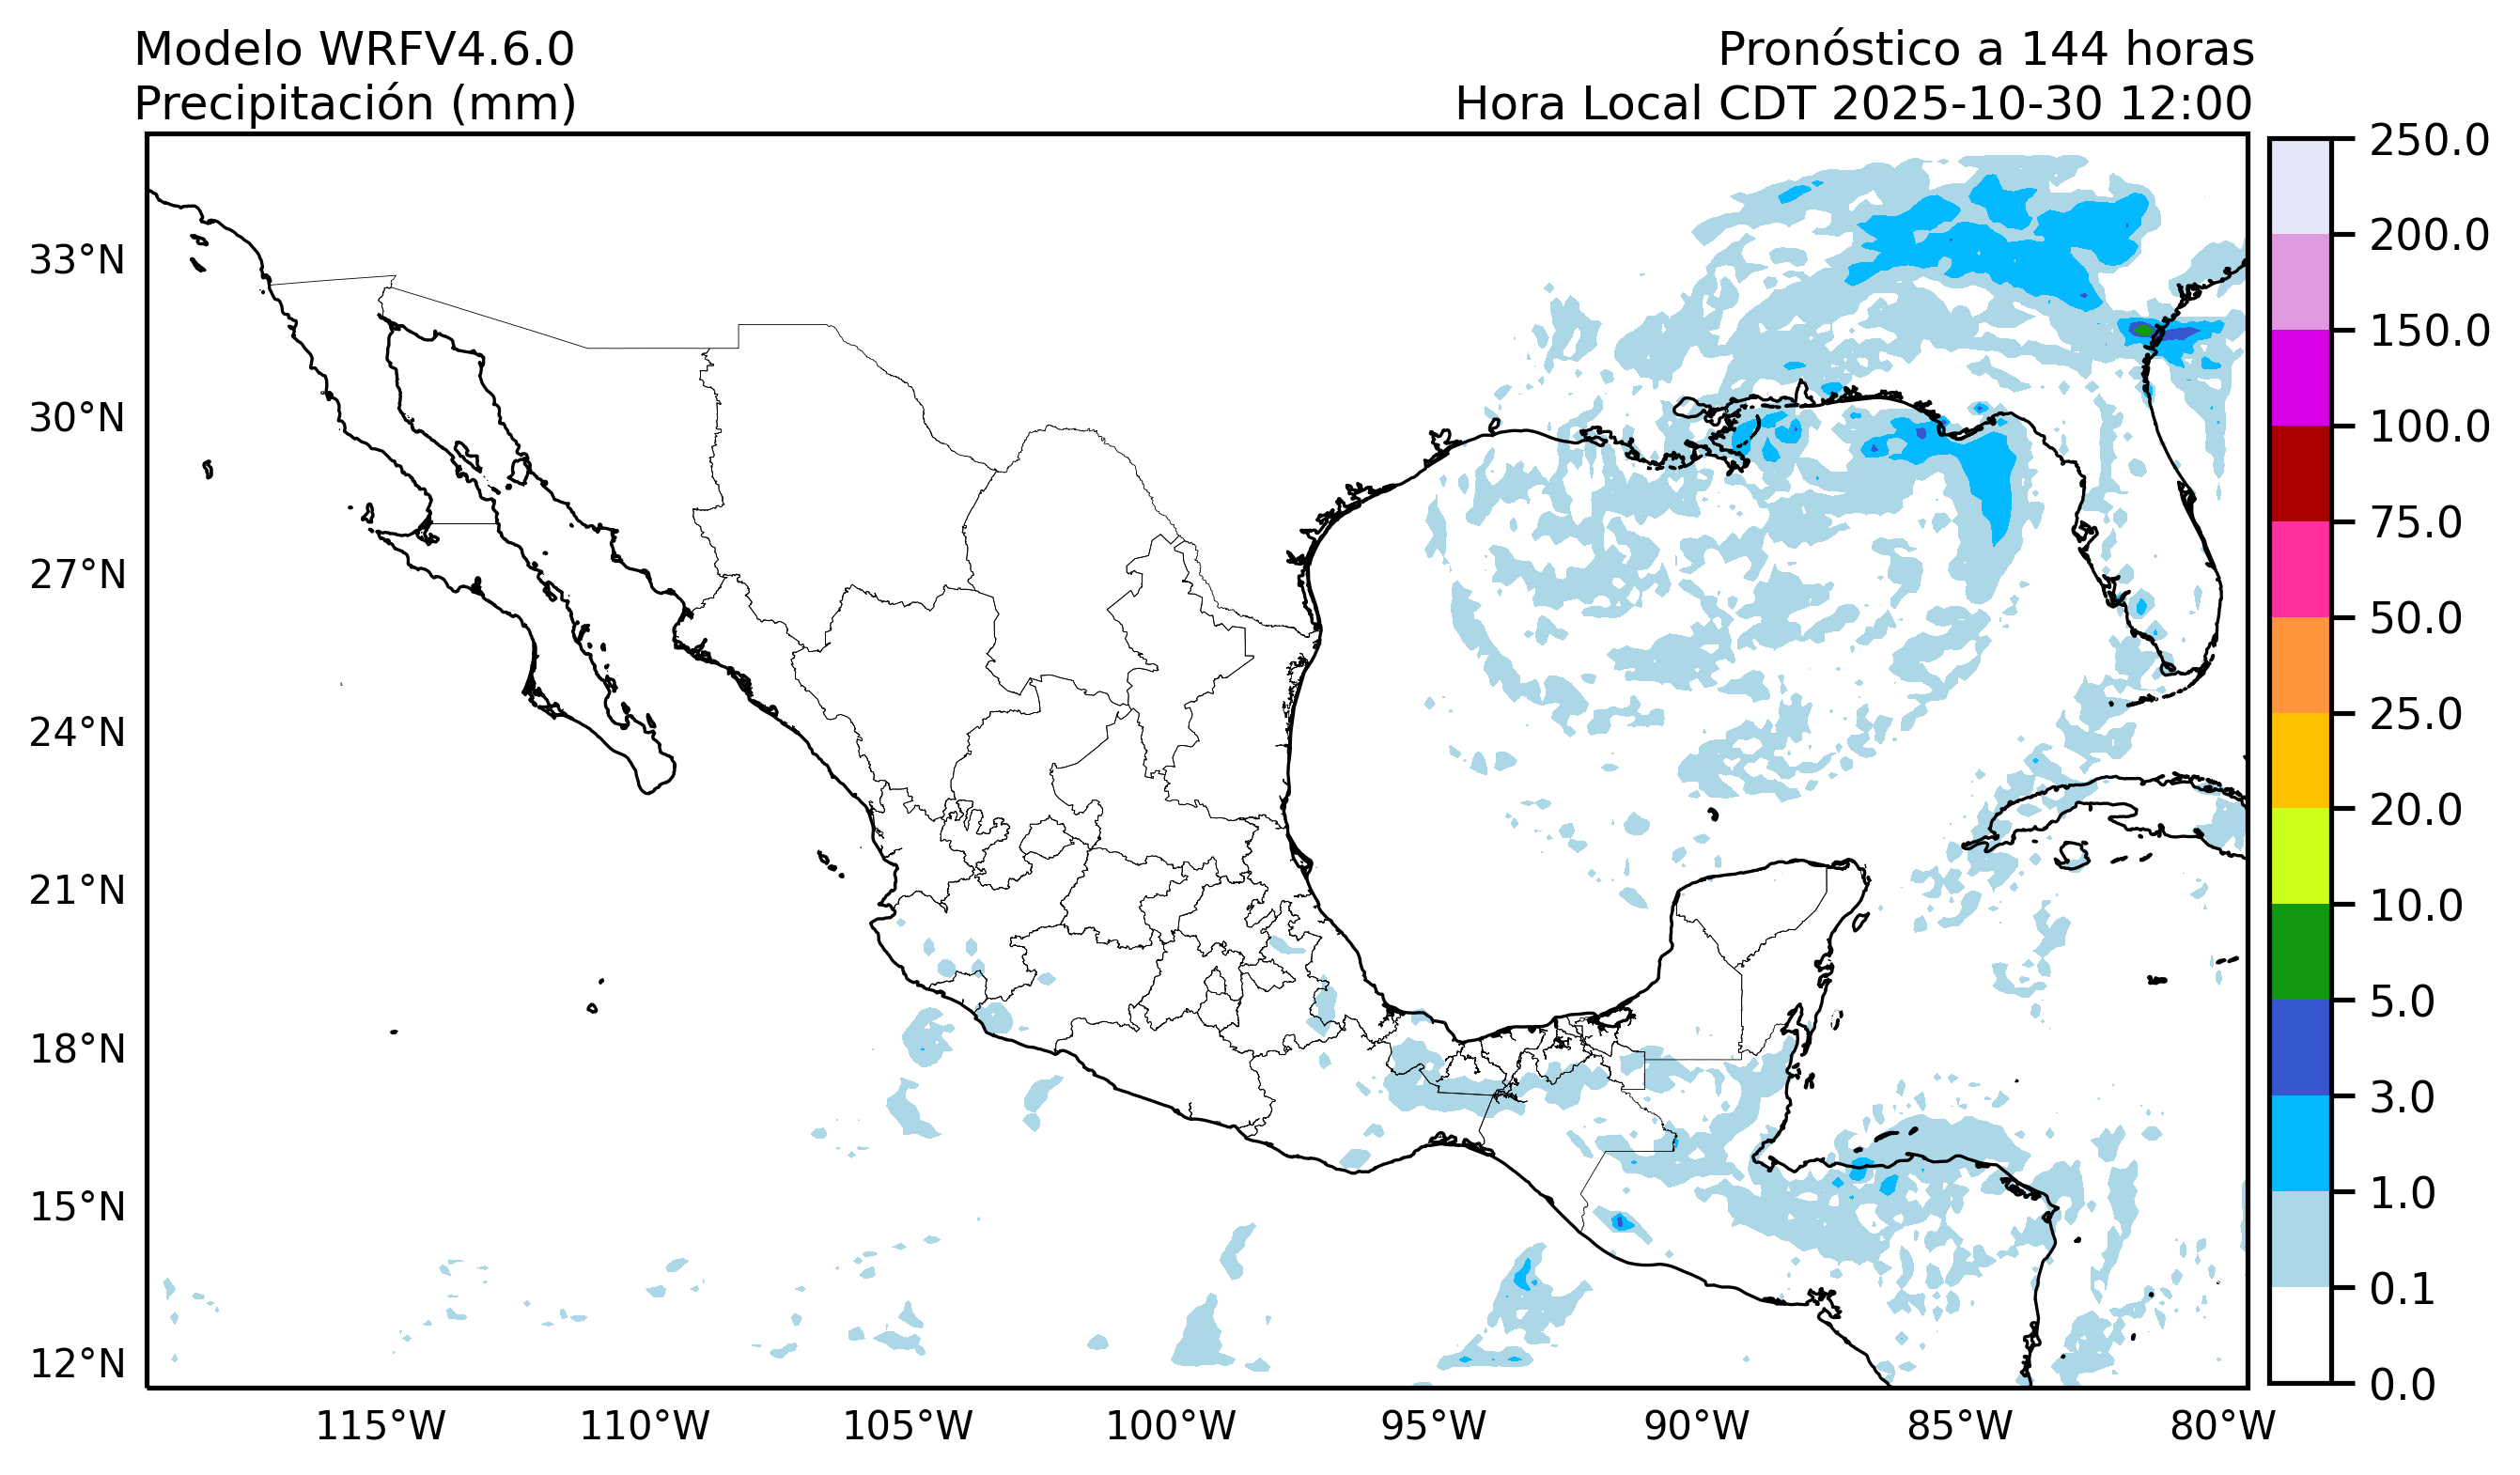 Modelo WRFV4.6.0
Precipitación (mm)
Pronóstico a 144 horas
Hora Local CDT 2025-10-30 12:00
33°N
30°N
27°N
24°N
21°N
18°N
15°N
12°N
115°W
110°W
105°W
100°W
95°W
90°W
85°W
80°W
250.0
200.0
150.0
100.0
75.0
50.0
25.0
20.0
10.0
5.0
3.0
1.0
0.1
0.0